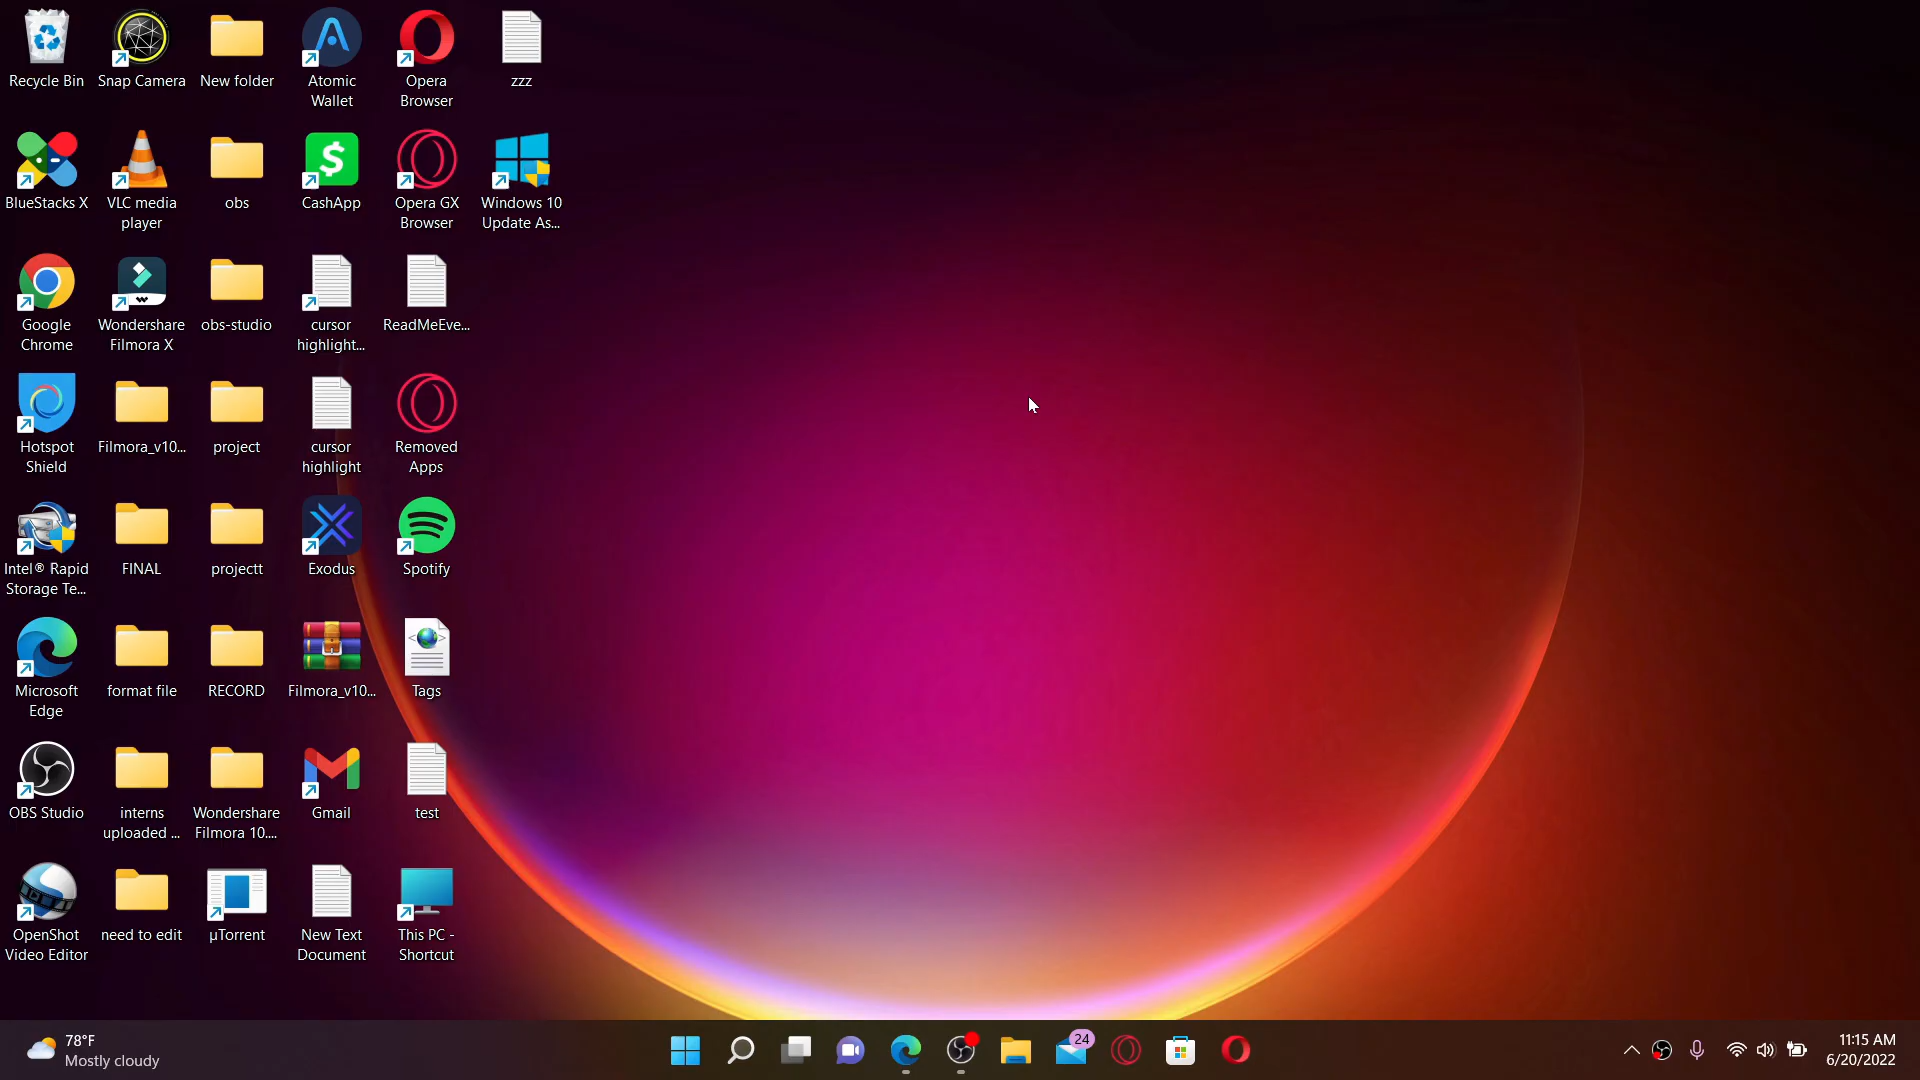 Recycle Bin
Snap Camera
New folder
Atomic
Wallet
Opera
Browser
zzz
BlueStacks X
VLC media
player
obs
CashApp
Opera GX
Browser
Windows 10
Update As...
Google
Chrome
Wondershare
Filmora X
obs-studio
cursor
highlight...
ReadMeEve...
Hotspot
Shield
Filmora_v10...
project
cursor
highlight
Removed
Apps
Intel® Rapid
Storage Te...
FINAL
projectt
Exodus
Spotify
Microsoft
Edge
format file
RECORD
Filmora_v10...
Tags
OBS Studio
interns
uploaded ...
Wondershare
Filmora 10....
Gmail
test
OpenShot
Video Editor
need to edit
µTorrent
New Text
Document
This PC -
Shortcut
78°F
Mostly cloudy
24
11:15 AM
6/20/2022